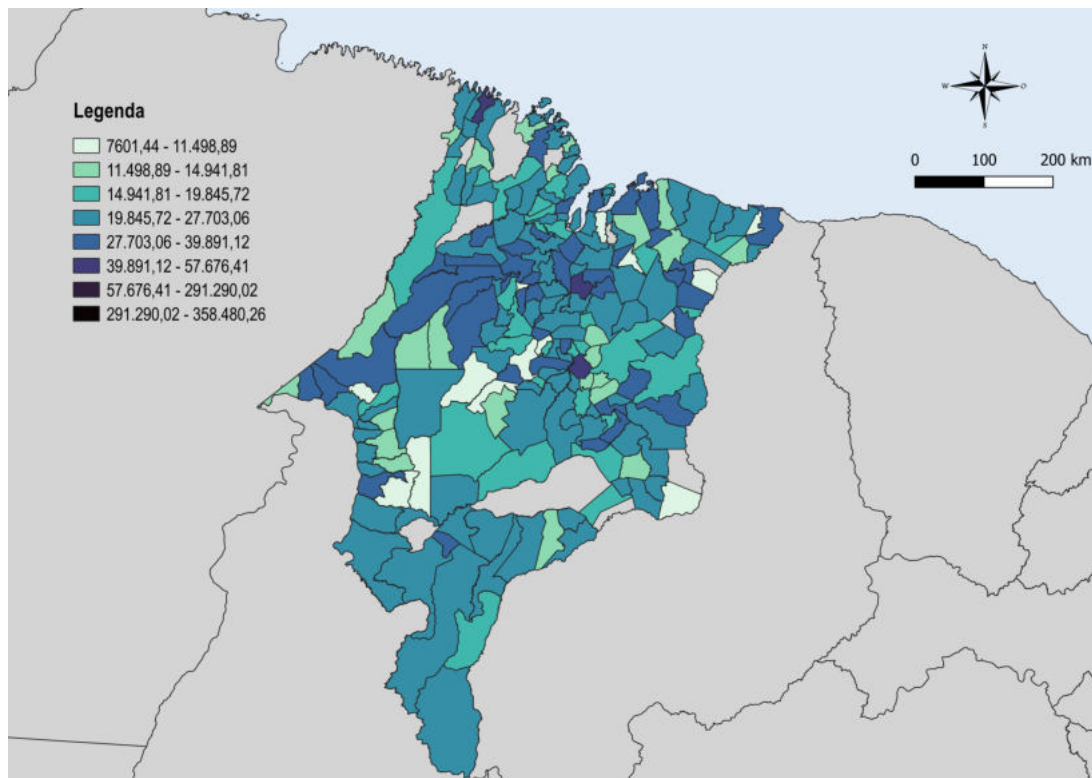 N
W
O
S
Legenda
7601,44 - 11.498,89
11.498,89 - 14.941,81
14.941,81 - 19.845,72
19.845,72 - 27.703,06
27.703,06 - 39.891,12
39.891,12 - 57.676,41
57.676,41 - 291.290,02
291.290,02 - 358.480,26
0 100 200 km